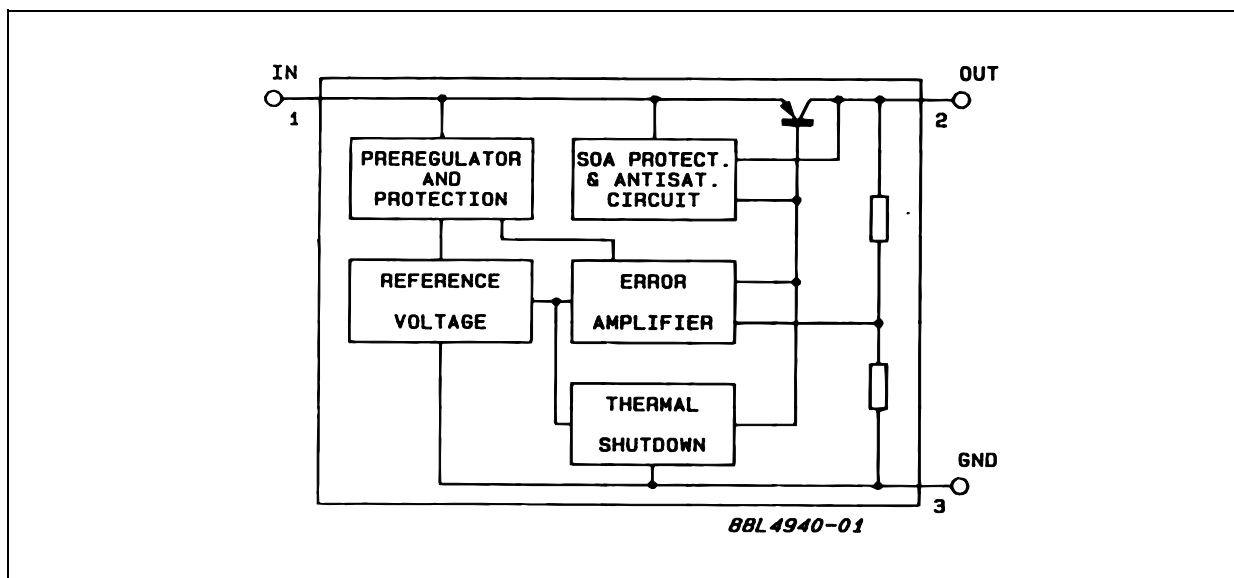 IN
OUT
1
2
PREREGULATOR
AND
PROTECTION
SOA PROTECT.
& ANTISAT.
CIRCUIT
REFERENCE
VOLTAGE
ERROR
AMPLIFIER
THERMAL
SHUTDOWN
GND
3
88L4940-01